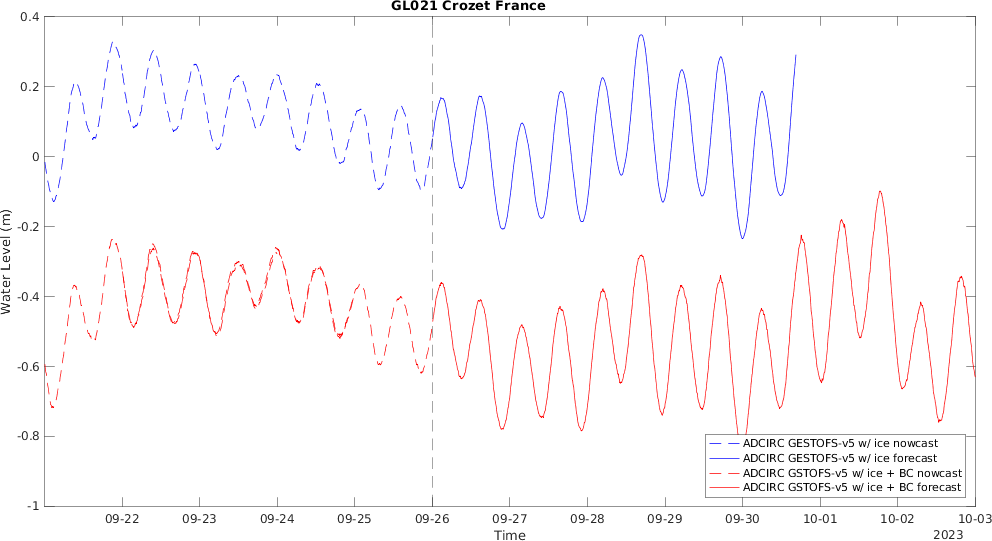 GL021 Crozet France
0.4
0.2
0
-0.2
-0.4
-0.6
-0.8
-1
Water Level (m)
ADCIRC GESTOFS-v5 w/ ice nowcast
ADCIRC GESTOFS-v5 w/ ice forecast
ADCIRC GSTOFS-v5 w/ ice + BC nowcast
ADCIRC GSTOFS-v5 w/ ice + BC forecast
09-22 09-23 09-24 09-25 09-26 09-27 09-28 09-29 09-30 10-01 10-02 10-03
Time
2023